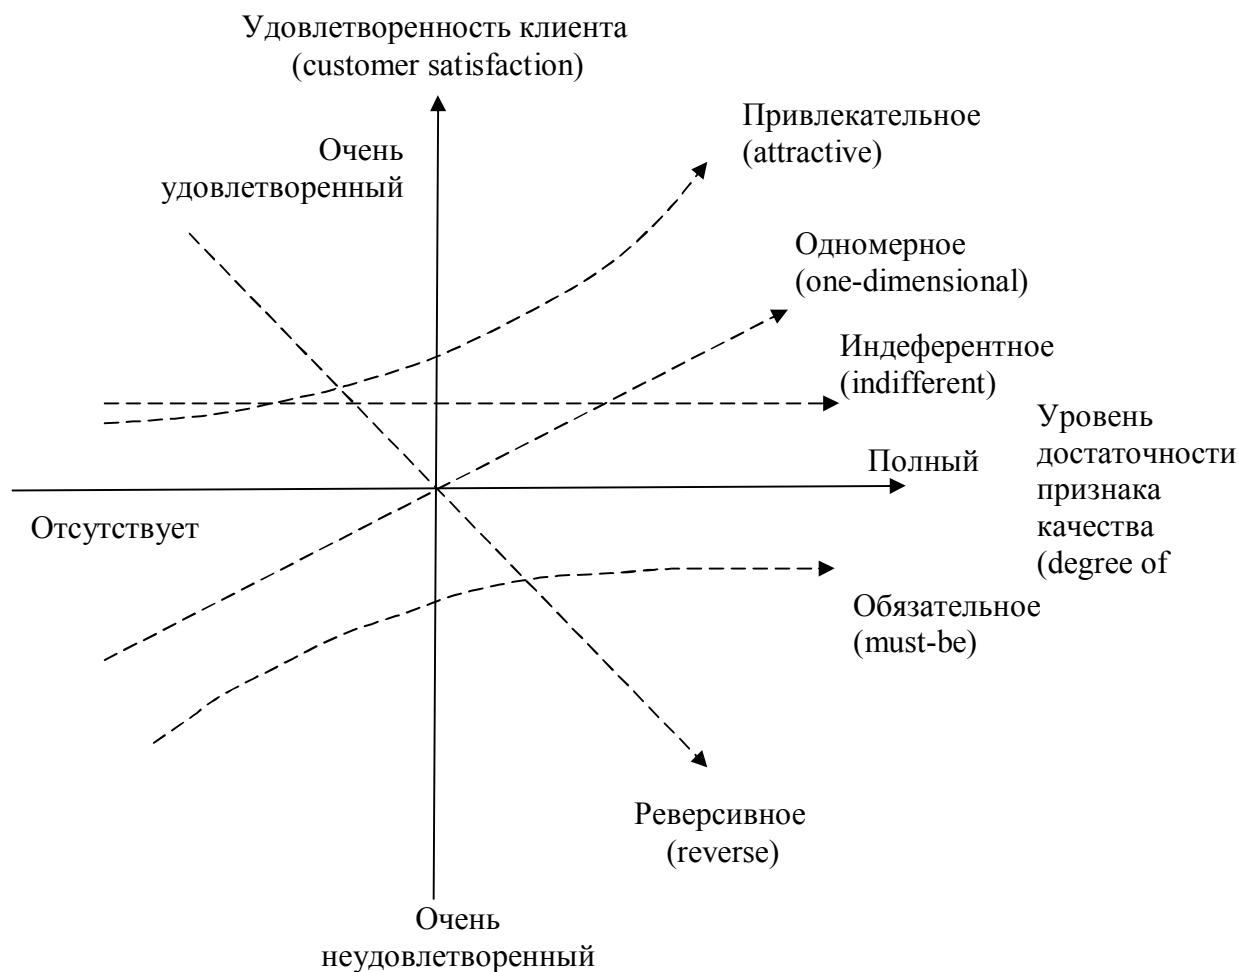 Удовлетворенность клиента
(customer satisfaction)
Очень
удовлетворенный
Привлекательное
(attractive)
Одномерное
(one-dimensional)
Индеферентное
(indifferent)
Уровень
достаточности
признака
качества
(degree of
Полный
Отсутствует
Обязательное
(must-be)
Реверсивное
(reverse)
Очень
неудовлетворенный